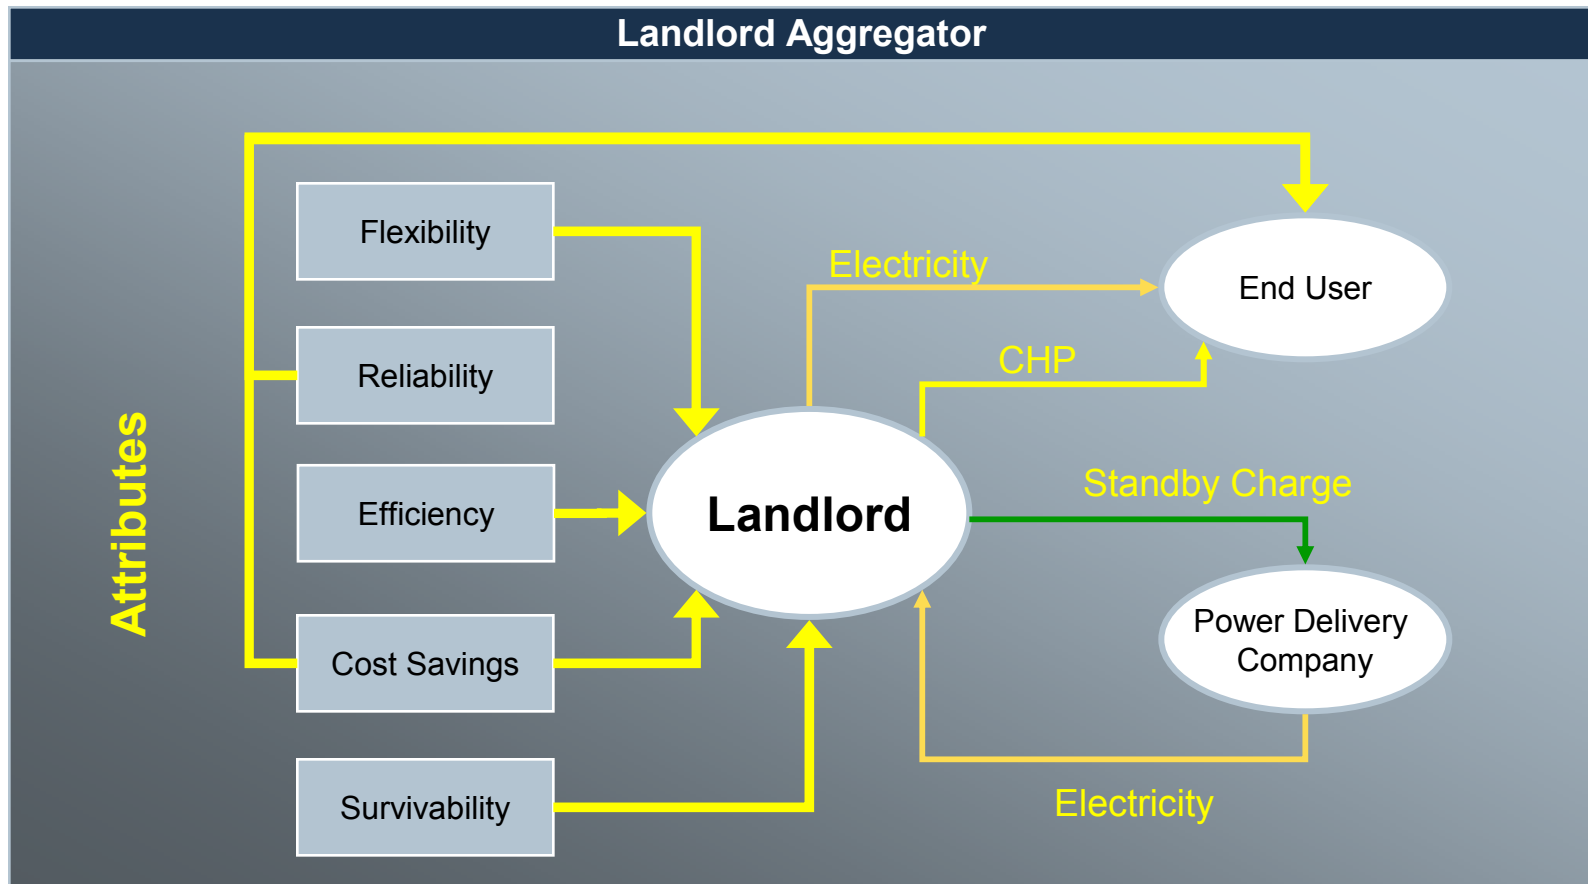 Landlord Aggregator
Attributes
Flexibility
Reliability
Efficiency
Cost Savings
Survivability
Landlord
Electricity
CHP
End User
Standby Charge
Power Delivery
Company
Electricity